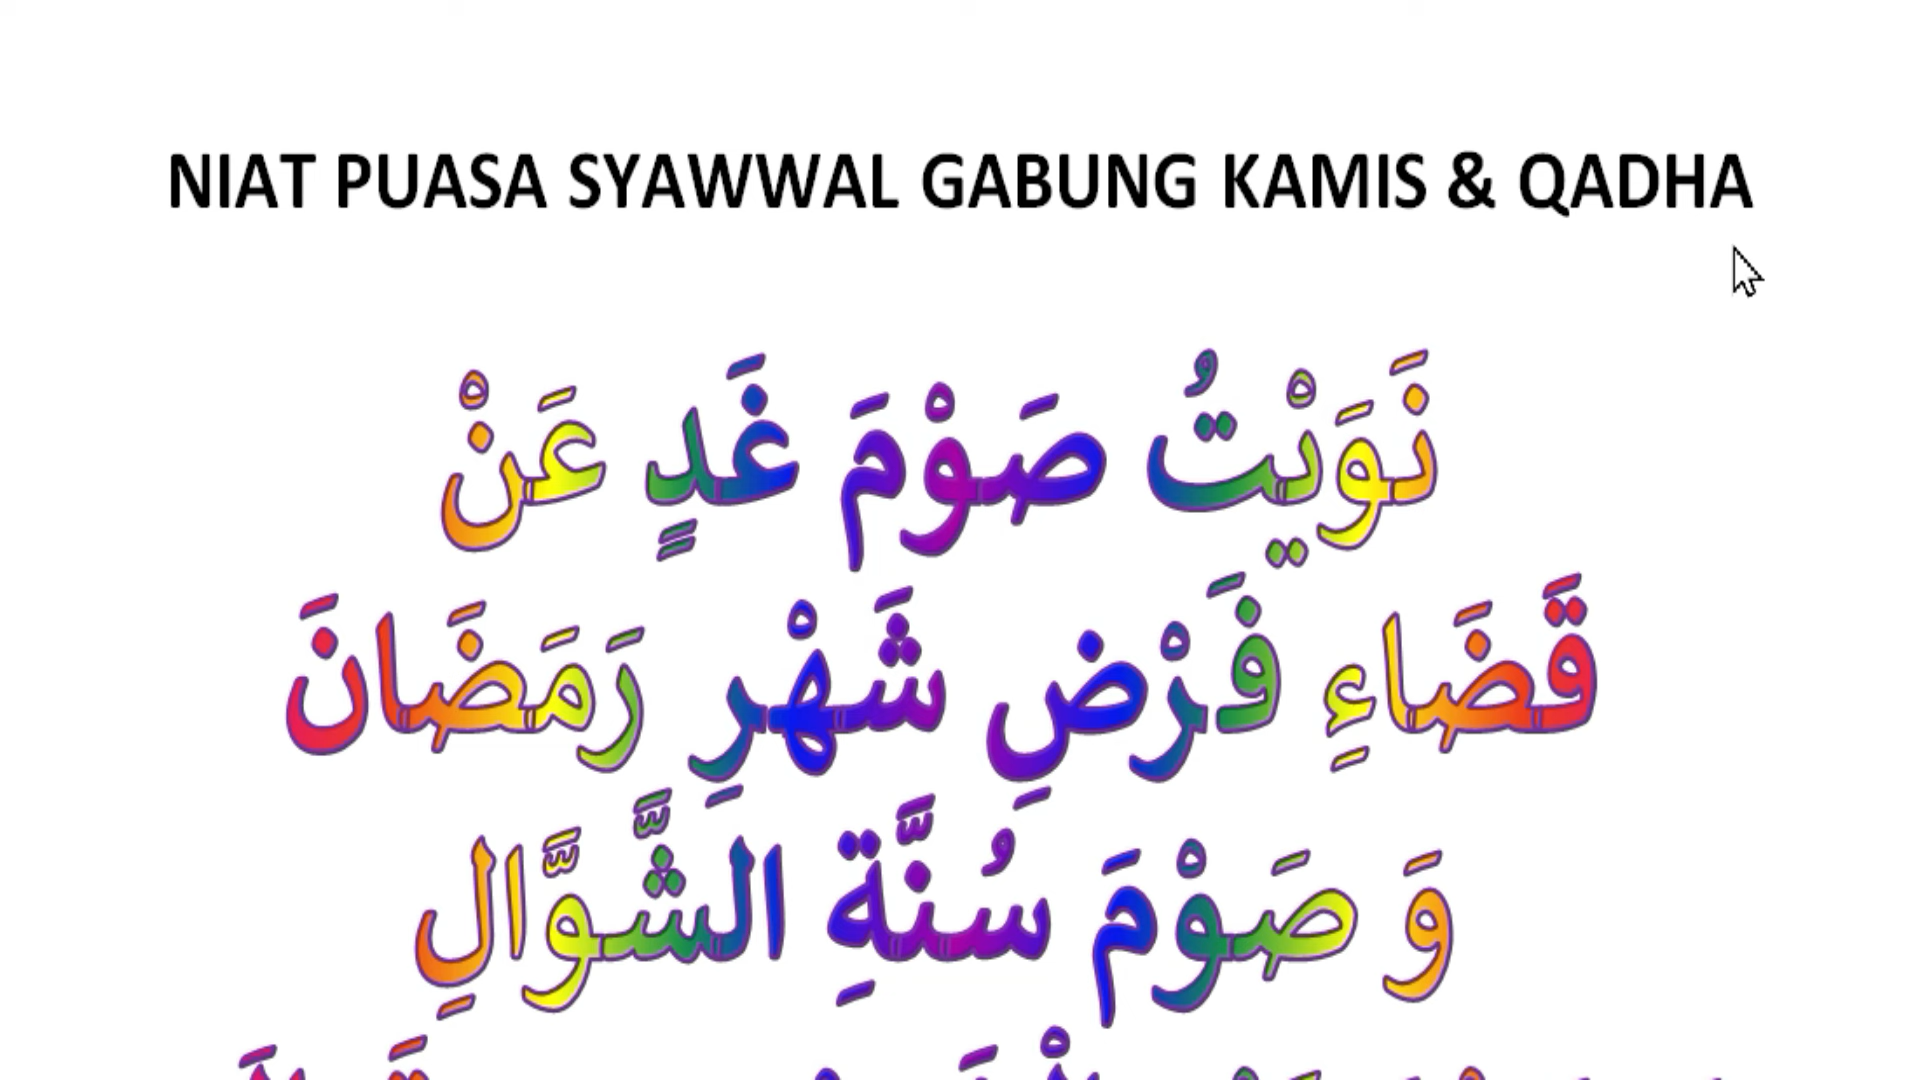 NIAT PUASA SYAWWAL GABUNG KAMIS & QADHA
نَوَيْتُ صَوْمَ غَدٍ عَنْ
قَضَاءِ فَرْضِ شَهْرِ رَمَضَانَ
وَ صَوْمَ سُنَّةِ الشَّوَّالِ